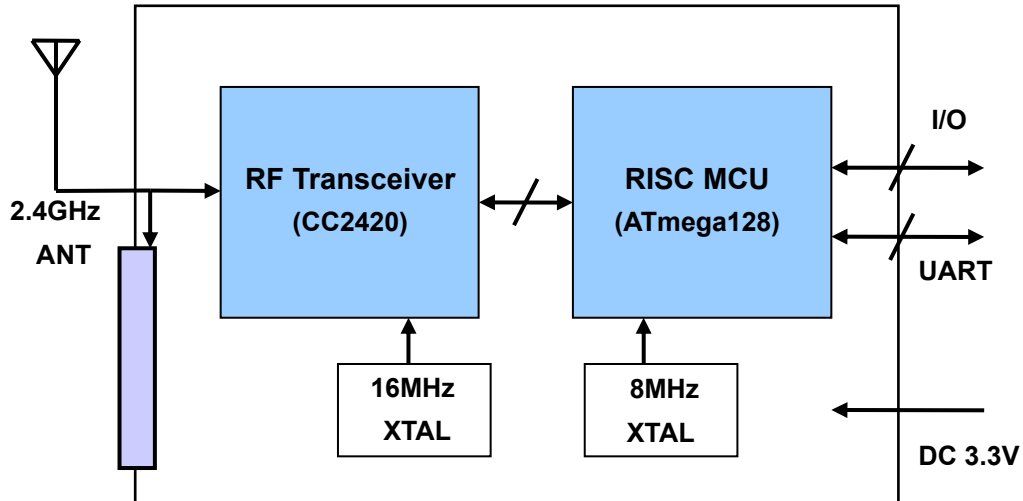 I/O
RF Transceiver
(CC2420)
RISC MCU
(ATmega128)
2.4GHz
ANT
UART
16MHz
XTAL
8MHz
XTAL
DC 3.3V